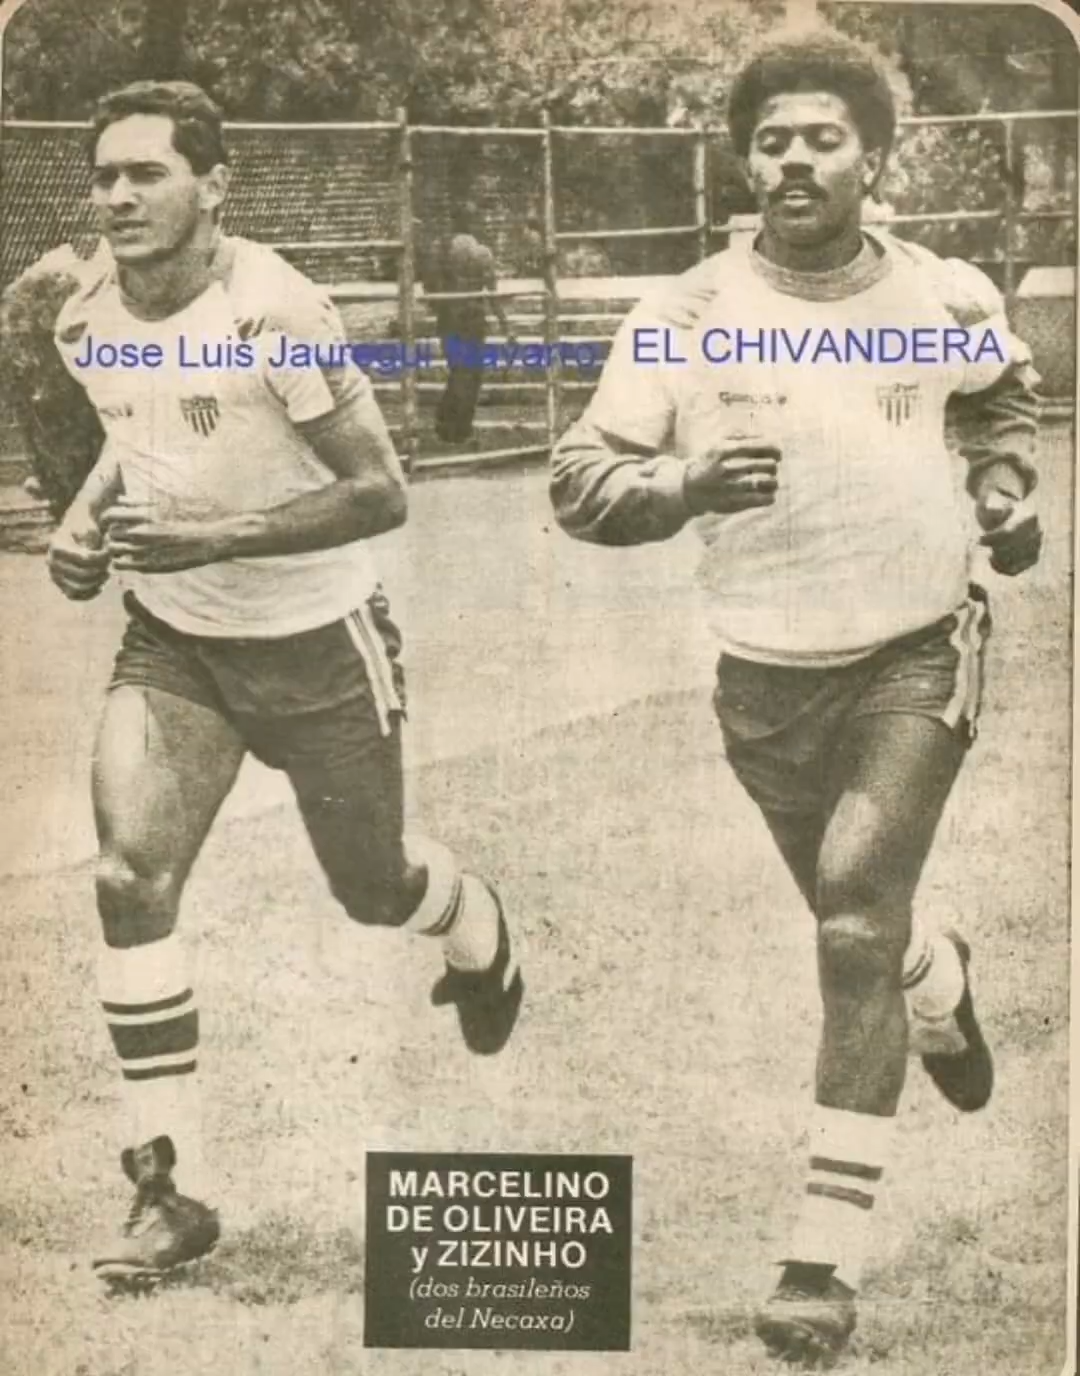 Jose Luis Jauregui Navarro, EL CHIVANDERA
MARCELINO
DE OLIVEIRA
y ZIZINHO
(dos brasileños
del Necaxa)